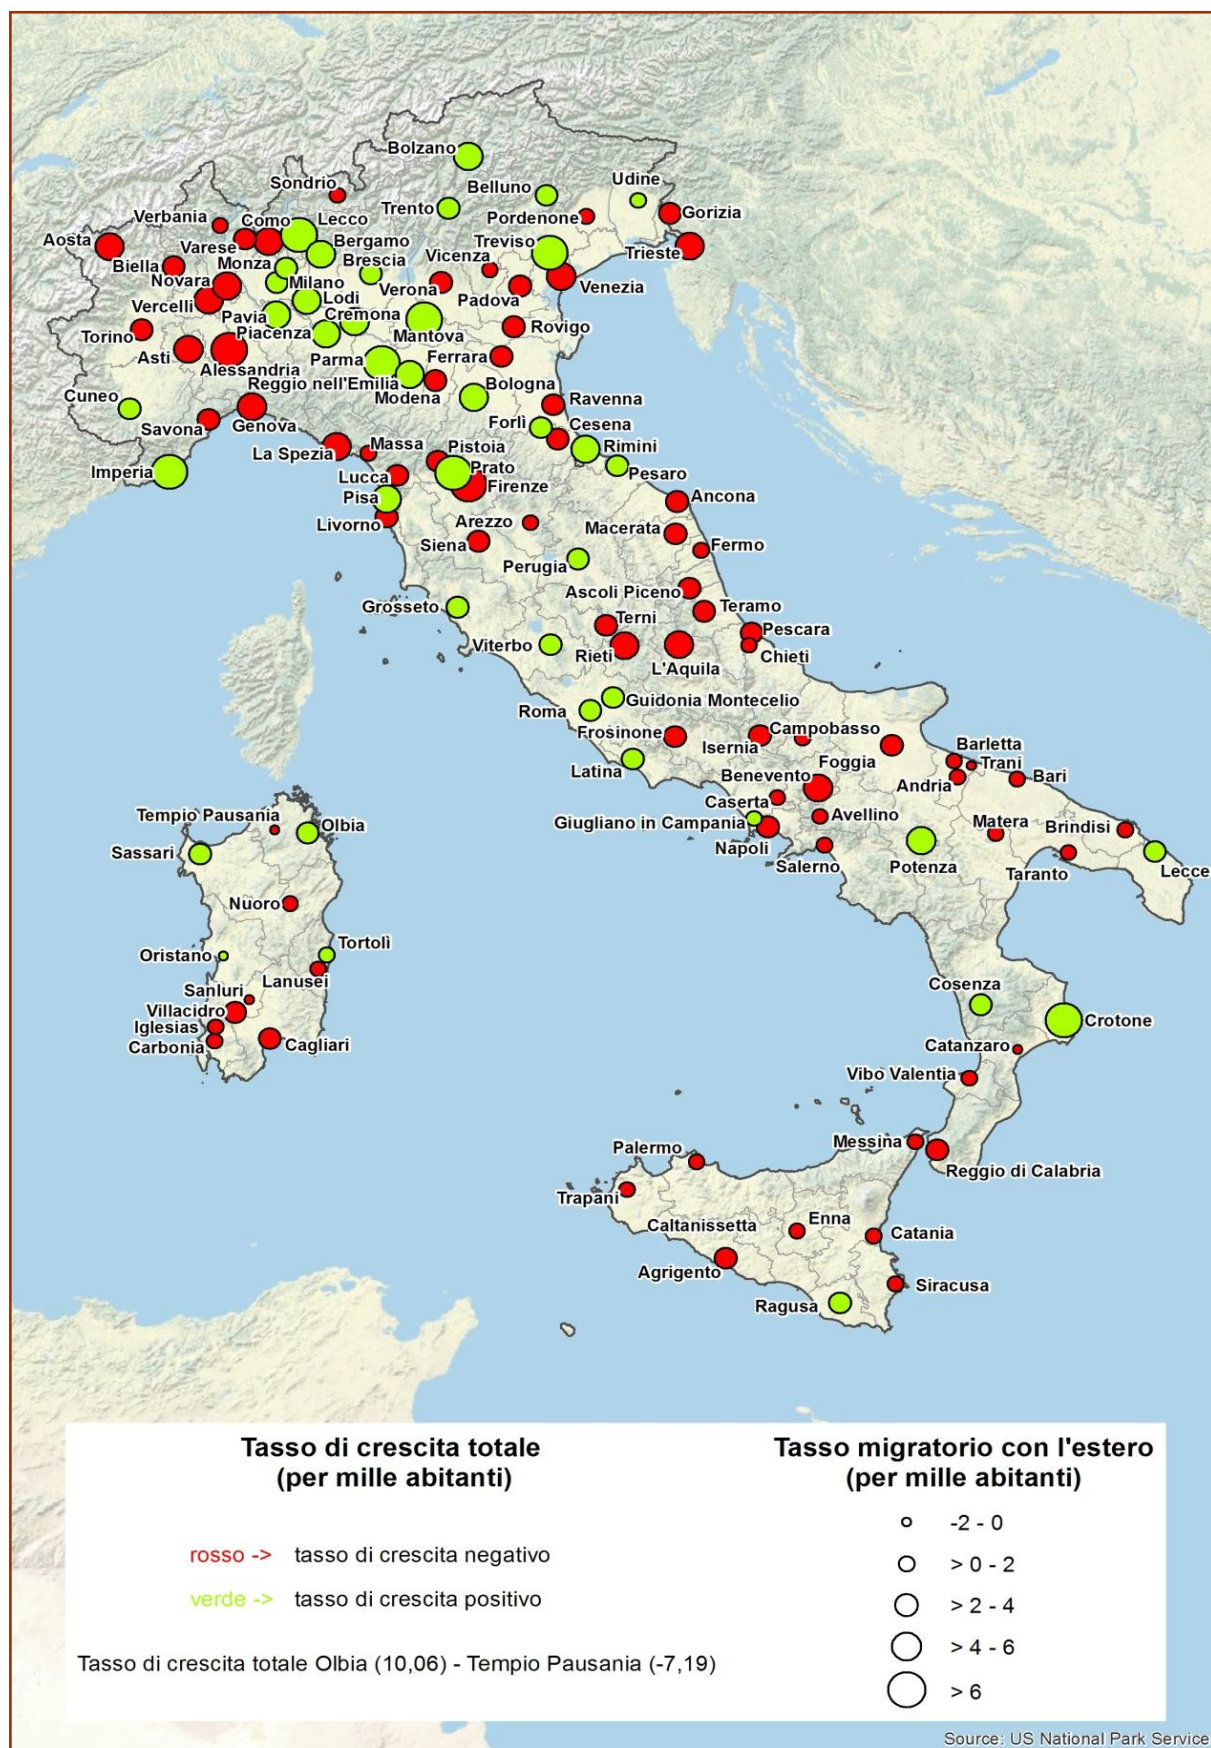 Bolzano
Sondrio
Belluno
Udine
Trento
Verbania
Como
Lecco
Pordenone
Gorizia
Aosta
Varese
Bergamo
Treviso
Trieste
Biella
Monza
Brescia
Vicenza
Novara
Milano
Verona
Padova
Venezia
Vercelli
Lodi
Pavia
Cremona
Torino
Piacenza
Mantova
Rovigo
Asti
Parma
Ferrara
Alessandria
Reggio nell'Emilia
Bologna
Cuneo
Modena
Ravenna
Savona
Genova
Forlì
Cesena
La Spezia
Massa
Pistoia
Rimini
Imperia
Lucca
Prato
Pesaro
Pisa
Firenze
Ancona
Livorno
Arezzo
Macerata
Siena
Fermo
Perugia
Ascoli Piceno
Grosseto
Teramo
Terni
Pescara
Viterbo
Rieti
L'Aquila
Chieti
Guidonia Montecelio
Roma
Frosinone
Campobasso
Isernia
Barletta
Latina
Foggia
Trani
Benevento
Andria
Bari
Caserta
Tempio Pausania
Olbia
Giugliano in Campania
Avellino
Matera
Brindisi
Napoli
Sassari
Salerno
Potenza
Taranto
Lecce
Nuoro
Tortolì
Oristano
Lanusei
Sanluri
Cosenza
Villacidro
Iglesias
Crotone
Carbonia
Cagliari
Catanzaro
Vibo Valentia
Messina
Palermo
Reggio di Calabria
Trapani
Enna
Caltanissetta
Catania
Agrigento
Siracusa
Ragusa
Tasso di crescita totale
(per mille abitanti)
rosso -> tasso di crescita negativo
verde -> tasso di crescita positivo
Tasso di crescita totale Olbia (10,06) - Tempio Pausania (-7,19)
Tasso migratorio con l'estero
(per mille abitanti)
-2 - 0
> 0 - 2
> 2 - 4
> 4 - 6
> 6
Source: US National Park Service